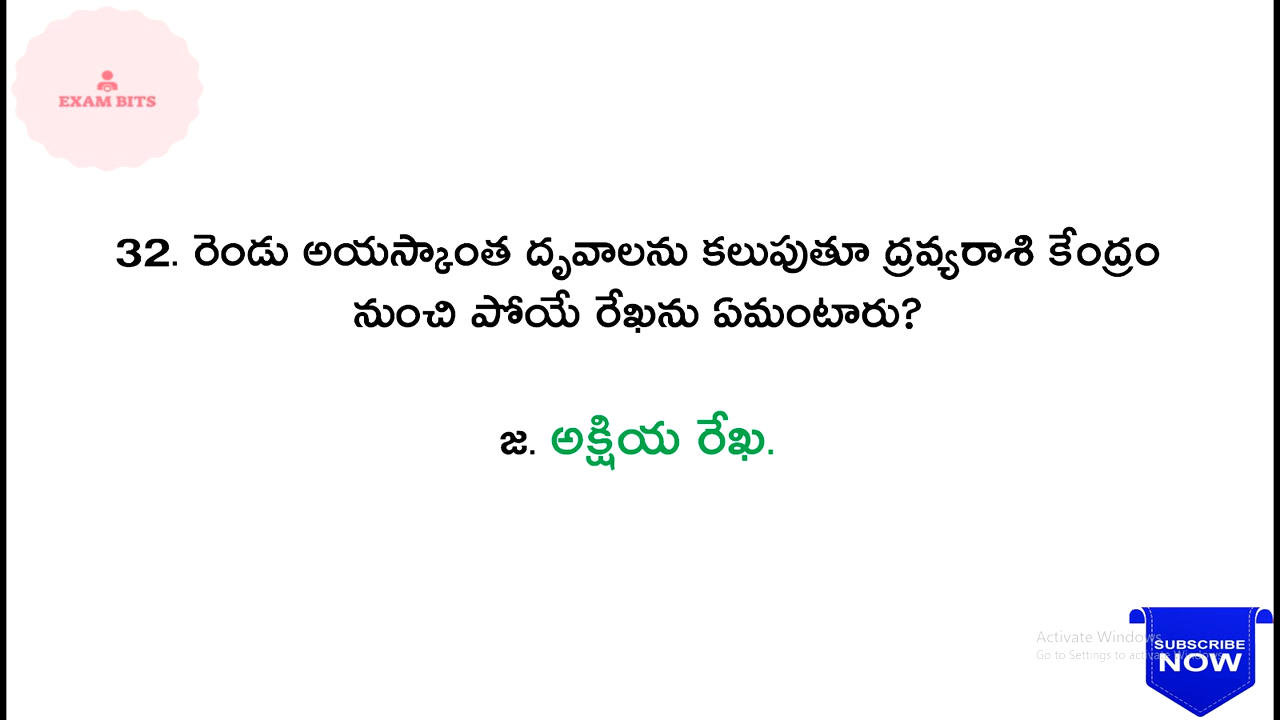 EXAM BITS
32. రెండు అయస్కాంత దృవాలను కలుపుతూ ద్రవ్యరాశి కేంద్రం
నుంచి పోయే రేఖను ఏమంటారు?
జ. అక్షియ రేఖ.
Activate Windows
Go to Settings to activate Windows.
SUBSCRIBE
NOW